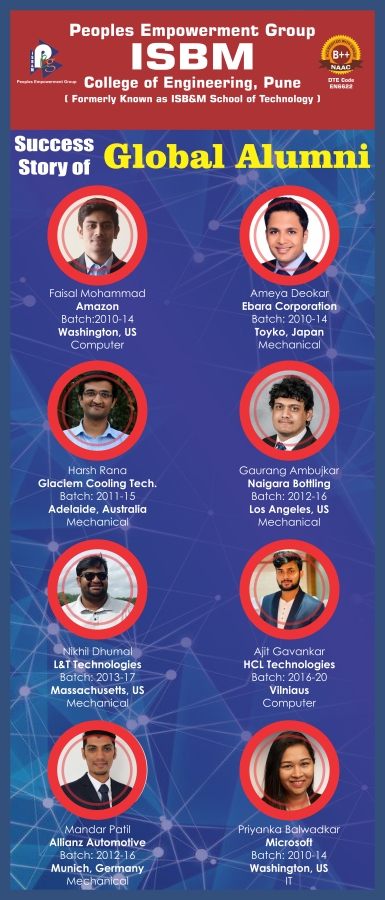 Peoples Empowerment Group
ISBM
College of Engineering, Pune
( Formerly Known as ISB&M School of Technology )
Peoples Empowerment Group
B++
NAAC
DTE Code
EN6622
Success
Story of
Global Alumni
Faisal Mohammad
Amazon
Batch:2010-14
Washington, US
Computer
Ameya Deokar
Ebara Corporation
Batch: 2010-14
Toyko, Japan
Mechanical
Harsh Rana
Glaclem Cooling Tech.
Batch: 2011-15
Adelaide, Australia
Mechanical
Gaurang Ambujkar
Naigara Bottling
Batch: 2012-16
Los Angeles, US
Mechanical
Nikhil Dhumal
L&T Technologies
Batch: 2013-17
Massachusetts, US
Mechanical
Ajit Gavankar
HCL Technologies
Batch: 2016-20
Vilniaus
Computer
Mandar Patil
Allianz Automotive
Batch: 2012-16
Munich, Germany
Mechanical
Priyanka Balwadkar
Microsoft
Batch: 2010-14
Washington, US
IT